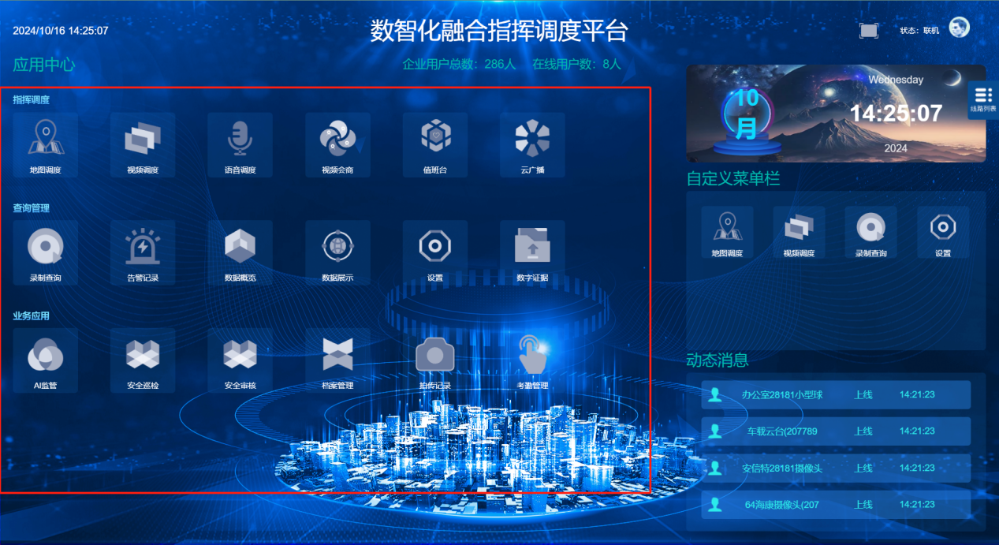 2024/10/16 14:25:07
数智化融合指挥调度平台
状态: 联机
应用中心
企业用户总数: 286人 在线用户数: 8人
指挥调度
地图调度 视频调度 语音调度 视频会商 值班台 云广播
查询管理
录制查询 告警记录 数据概览 数据展示 设置 数字证据
业务应用
AI监管 安全巡检 安全审核 档案管理 拍传记录 考勤管理
10
月
Wednesday
14:25:07
2024
线路列表
自定义菜单栏
地图调度 视频调度 录制查询 设置
动态消息
办公室28181小型球 上线 14:21:23
车载云台(207789 上线 14:21:23
安信特28181摄像头 上线 14:21:23
64海康摄像头(207 上线 14:21:23